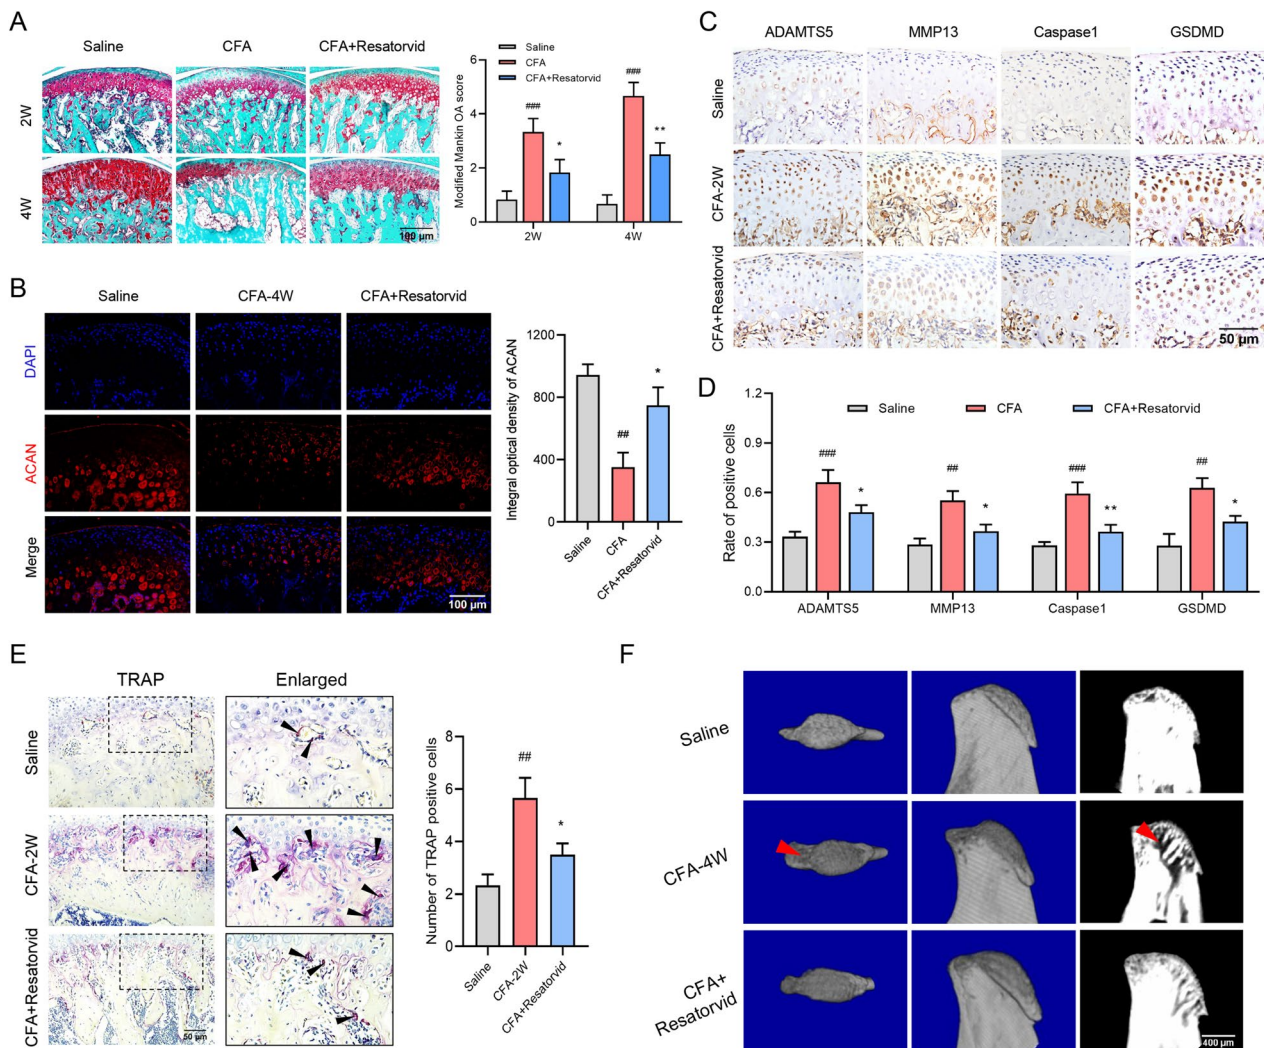 A
Saline
CFA
CFA+Resatorvid
2W
4W
100 µm
Modified Mankin OA score
6
4
2
0
Saline
CFA
CFA+Resatorvid
###
*
###
**
2W
4W
B
Saline
CFA-4W
CFA+Resatorvid
DAPI
ACAN
Merge
100 µm
Integral optical density of ACAN
1200
800
400
0
##
*
Saline
CFA
CFA+Resatorvid
C
ADAMTS5
MMP13
Caspase1
GSDMD
Saline
CFA-2W
CFA+Resatorvid
50 µm
D
Rate of positive cells
1.2
0.9
0.6
0.3
0.0
Saline
CFA
CFA+Resatorvid
###
*
##
*
###
**
##
*
ADAMTS5
MMP13
Caspase1
GSDMD
E
TRAP
Enlarged
Saline
CFA-2W
CFA+Resatorvid
50 µm
Number of TRAP positive cells
8
6
4
2
0
##
*
Saline
CFA-2W
CFA+Resatorvid
F
Saline
CFA-4W
CFA+
Resatorvid
400 µm